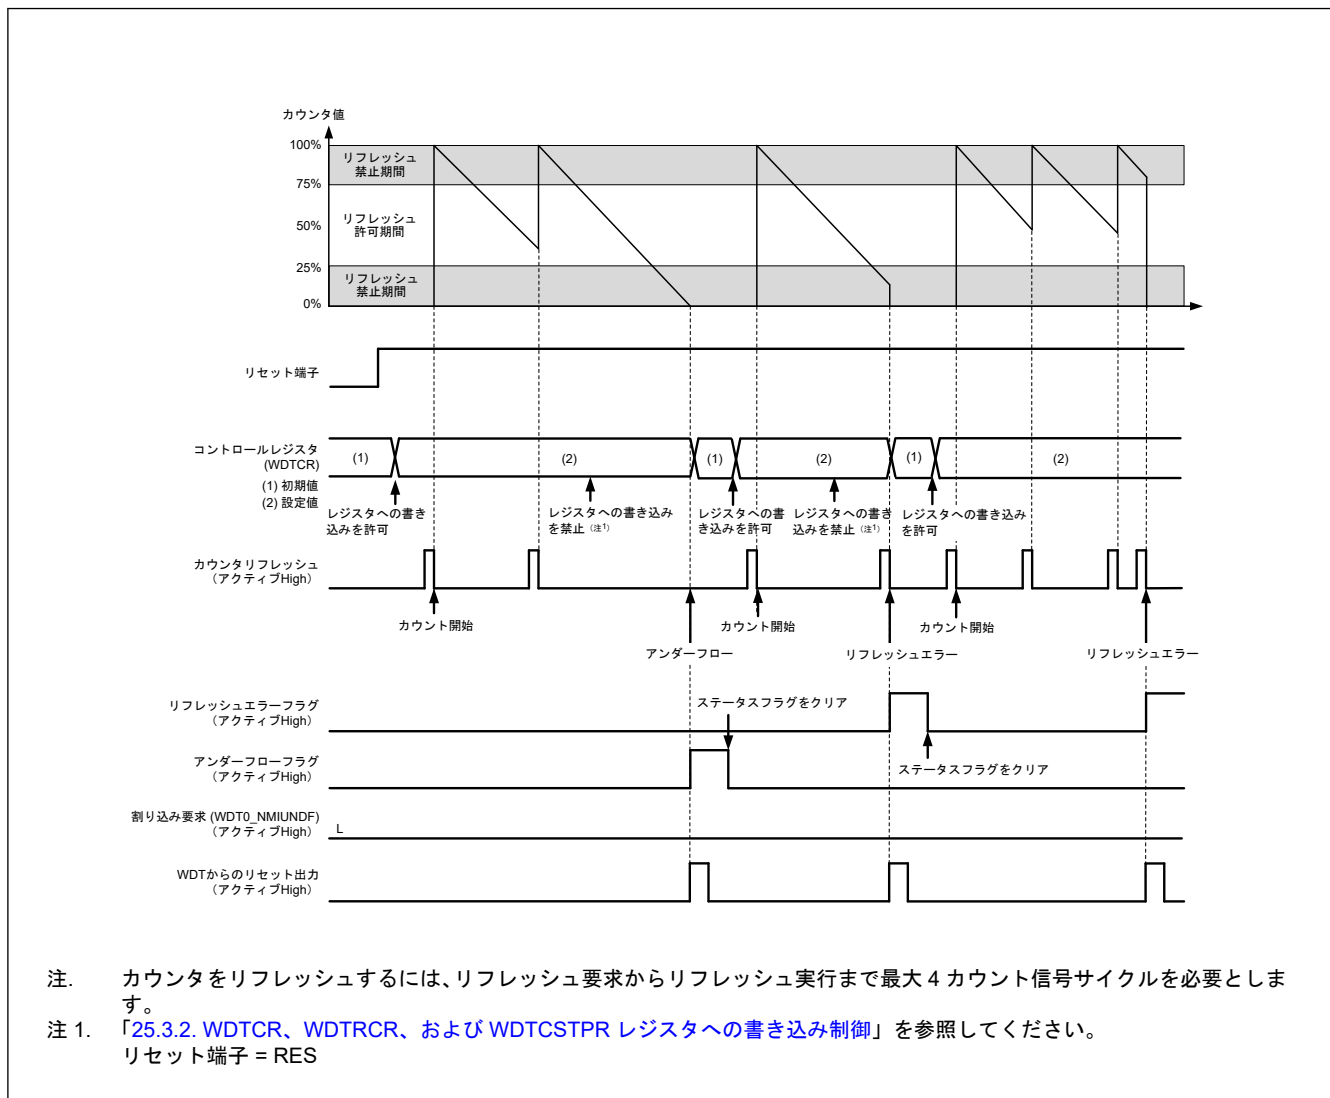 カウンタ値
100%
75%
50%
25%
0%
リフレッシュ
禁止期間
リフレッシュ
許可期間
リフレッシュ
禁止期間
リセット端子
コントロールレジスタ
(WDTCR)
(1) 初期値
(2) 設定値
(1)
(2)
(1)
(2)
(1)
(2)
レジスタへの書き
込みを許可
レジスタへの書き込み
を禁止（注1）
レジスタへの書
き込みを許可
レジスタへの書き
込みを禁止（注1）
レジスタへの書き込み
を許可
カウンタリフレッシュ
（アクティブHigh）
カウント開始
カウント開始
カウント開始
アンダーフロー
リフレッシュエラー
リフレッシュエラー
リフレッシュエラーフラグ
（アクティブHigh）
ステータスフラグをクリア
アンダーフローフラグ
（アクティブHigh）
ステータスフラグをクリア
割り込み要求 (WDT0_NMIUNDF)
（アクティブHigh）
L
WDTからのリセット出力
（アクティブHigh）
注. カウンタをリフレッシュするには、リフレッシュ要求からリフレッシュ実行まで最大 4 カウント信号サイクルを必要としま
す。
注 1. 「25.3.2. WDTCR、WDTRCR、および WDTCSTPR レジスタへの書き込み制御」を参照してください。
リセット端子 = RES